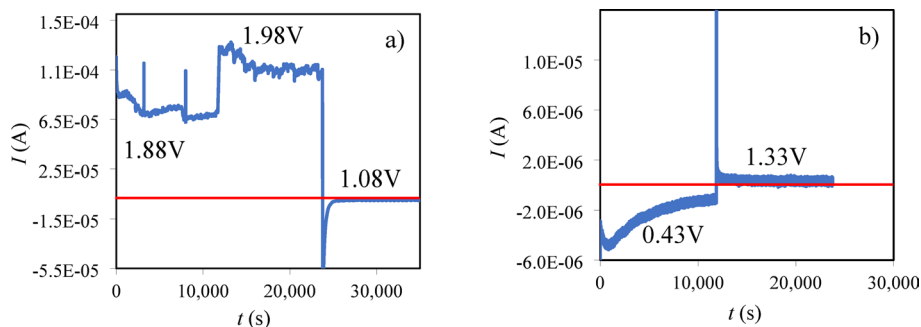 a)
1.5E-04
1.1E-04
6.5E-05
2.5E-05
-1.5E-05
-5.5E-05
I (A)
1.98V
1.88V
1.08V
0 10,000 20,000 30,000
t (s)
b)
1.0E-05
6.0E-06
2.0E-06
-2.0E-06
-6.0E-06
I (A)
1.33V
0.43V
0 10,000 20,000 30,000
t (s)